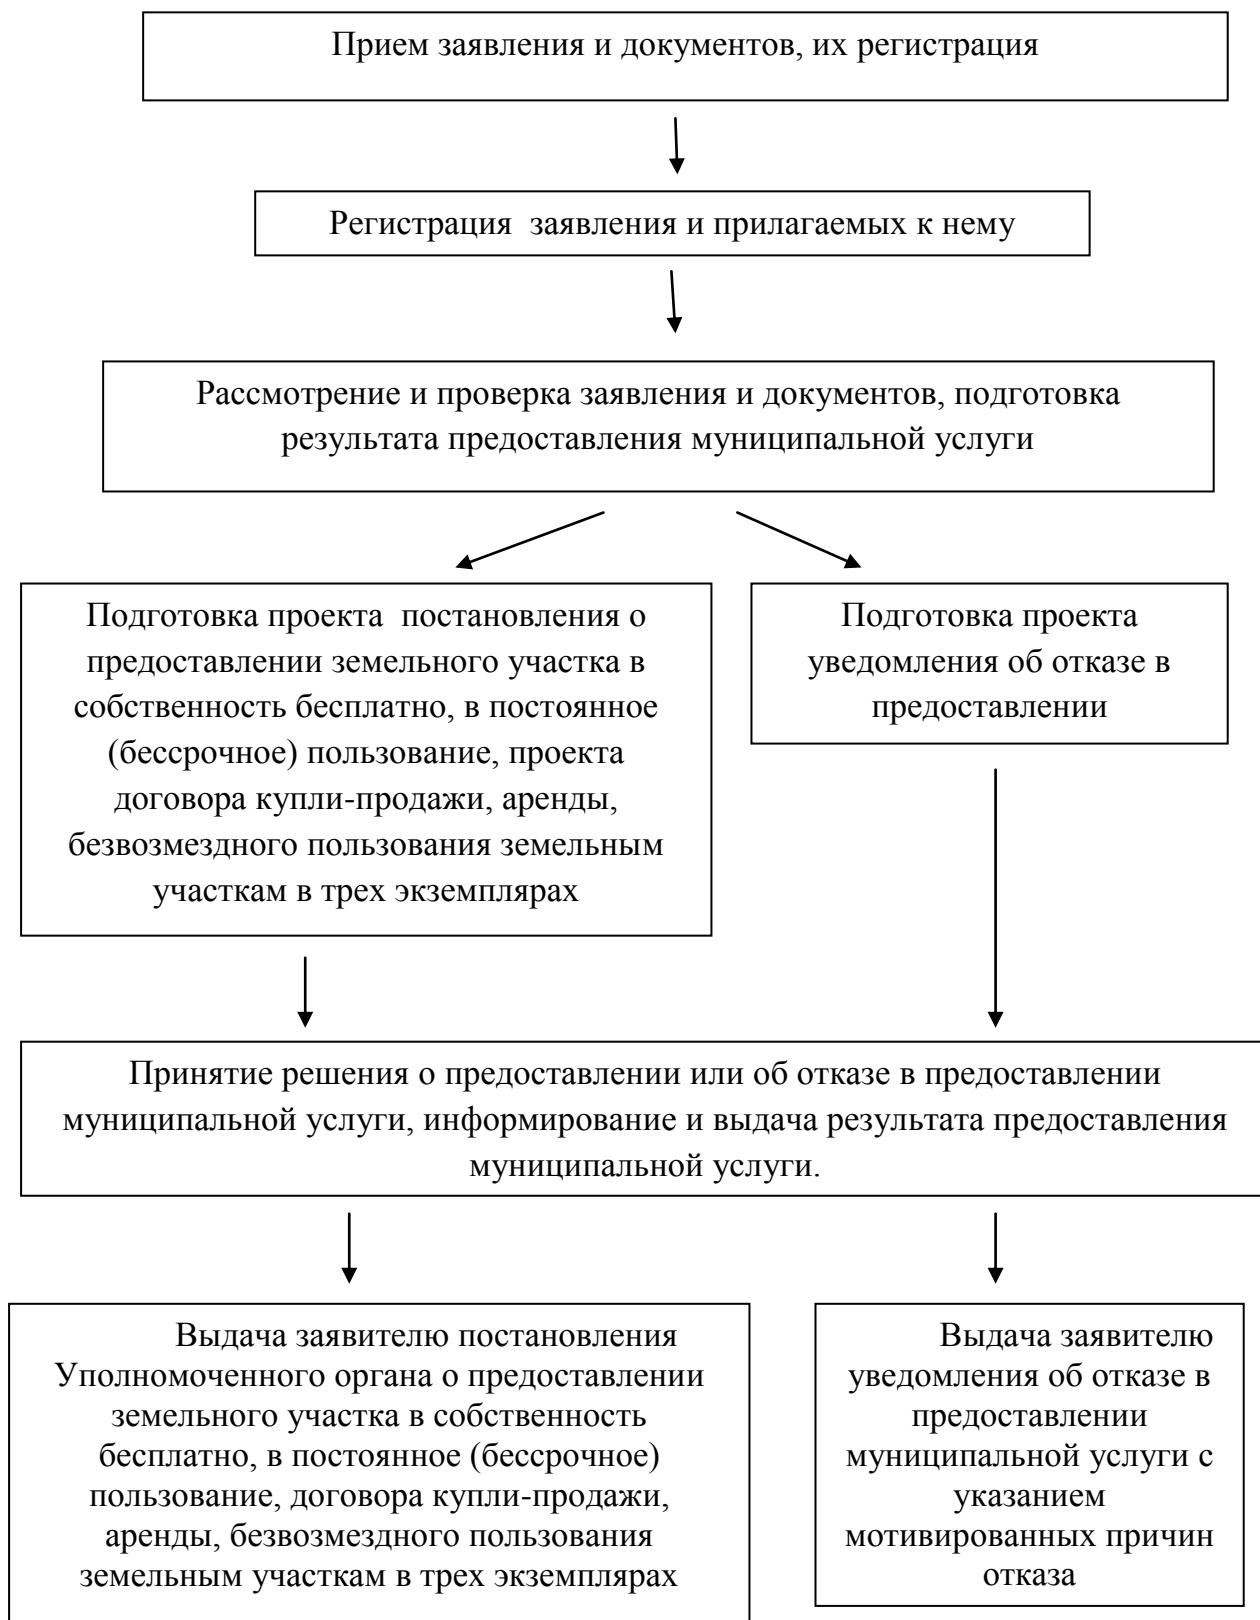 Прием заявления и документов, их регистрация
Регистрация  заявления и прилагаемых к нему
Рассмотрение и проверка заявления и документов, подготовка
результата предоставления муниципальной услуги
Подготовка проекта  постановления о
предоставлении земельного участка в
собственность бесплатно, в постоянное
(бессрочное) пользование, проекта
договора купли-продажи, аренды,
безвозмездного пользования земельным
участкам в трех экземплярах
Подготовка проекта
уведомления об отказе в
предоставлении
Принятие решения о предоставлении или об отказе в предоставлении
муниципальной услуги, информирование и выдача результата предоставления
муниципальной услуги.
Выдача заявителю постановления
Уполномоченного органа о предоставлении
земельного участка в собственность
бесплатно, в постоянное (бессрочное)
пользование, договора купли-продажи,
аренды, безвозмездного пользования
земельным участкам в трех экземплярах
Выдача заявителю
уведомления об отказе в
предоставлении
муниципальной услуги с
указанием
мотивированных причин
отказа